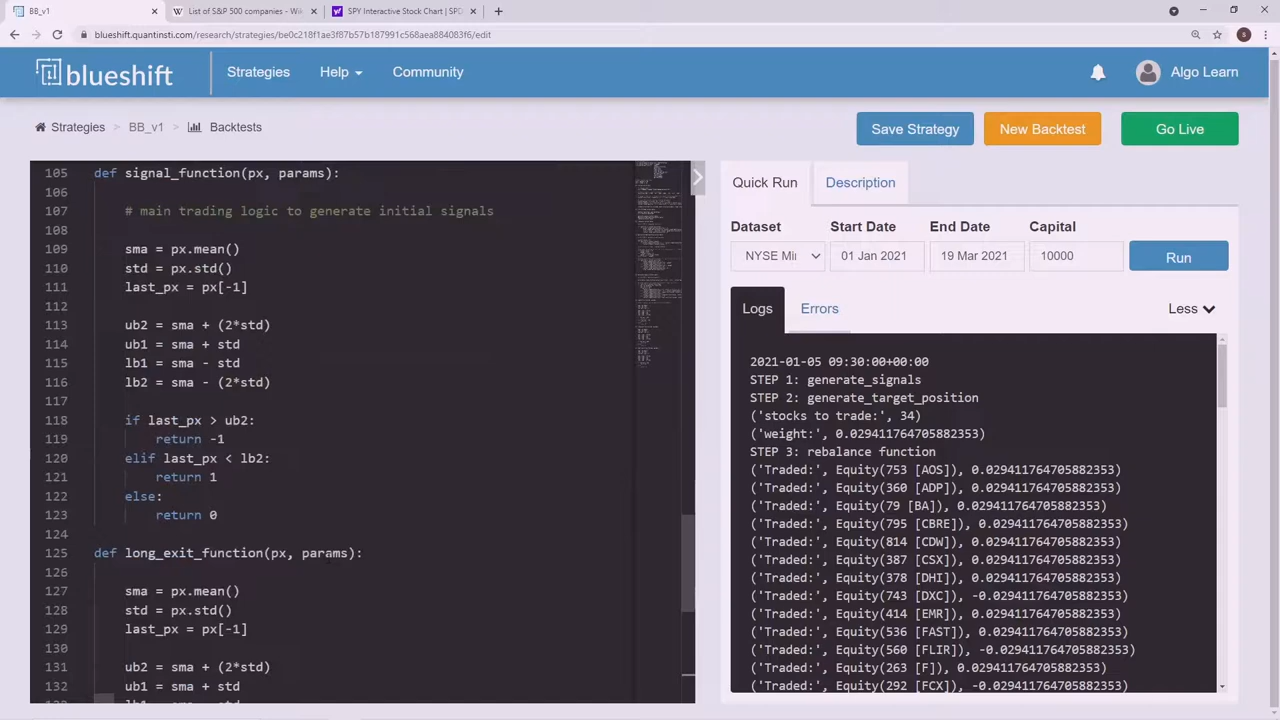 BB_v1
List of S&P 500 companies - Wik
SPY Interactive Stock Chart | SPD
blueshift.quantinsti.com/research/strategies/be0c218f1ae3f87b57b187991c568aea884083f6/edit
S
blueshift
Strategies
Help
Community
Algo Learn
Strategies > BB_v1 > Backtests
Save Strategy
New Backtest
Go Live
105 def signal_function(px, params):
106
107 # main trading logic to generate initial signals
108
109 sma = px.mean()
110 std = px.std()
111 last_px = px[-1]
112
113 ub2 = sma + (2*std)
114 ub1 = sma + std
115 lb1 = sma - std
116 lb2 = sma - (2*std)
117
118 if last_px > ub2:
119 return -1
120 elif last_px < lb2:
121 return 1
122 else:
123 return 0
124
125 def long_exit_function(px, params):
126
127 sma = px.mean()
128 std = px.std()
129 last_px = px[-1]
130
131 ub2 = sma + (2*std)
132 ub1 = sma + std
Quick Run
Description
Dataset
Start Date
End Date
Capital
NYSE Mi
01 Jan 2021
19 Mar 2021
10000
Run
Logs
Errors
Less
2021-01-05 09:30:00+00:00
STEP 1: generate_signals
STEP 2: generate_target_position
('stocks to trade:', 34)
('weight:', 0.029411764705882353)
STEP 3: rebalance function
('Traded:', Equity(753 [AOS]), 0.029411764705882353)
('Traded:', Equity(360 [ADP]), 0.029411764705882353)
('Traded:', Equity(79 [BA]), 0.029411764705882353)
('Traded:', Equity(795 [CBRE]), 0.029411764705882353)
('Traded:', Equity(814 [CDW]), 0.029411764705882353)
('Traded:', Equity(387 [CSX]), 0.029411764705882353)
('Traded:', Equity(378 [DHI]), 0.029411764705882353)
('Traded:', Equity(743 [DXC]), -0.029411764705882353)
('Traded:', Equity(414 [EMR]), 0.029411764705882353)
('Traded:', Equity(536 [FAST]), 0.029411764705882353)
('Traded:', Equity(560 [FLIR]), -0.029411764705882353)
('Traded:', Equity(263 [F]), 0.029411764705882353)
('Traded:', Equity(292 [FCX]), -0.029411764705882353)